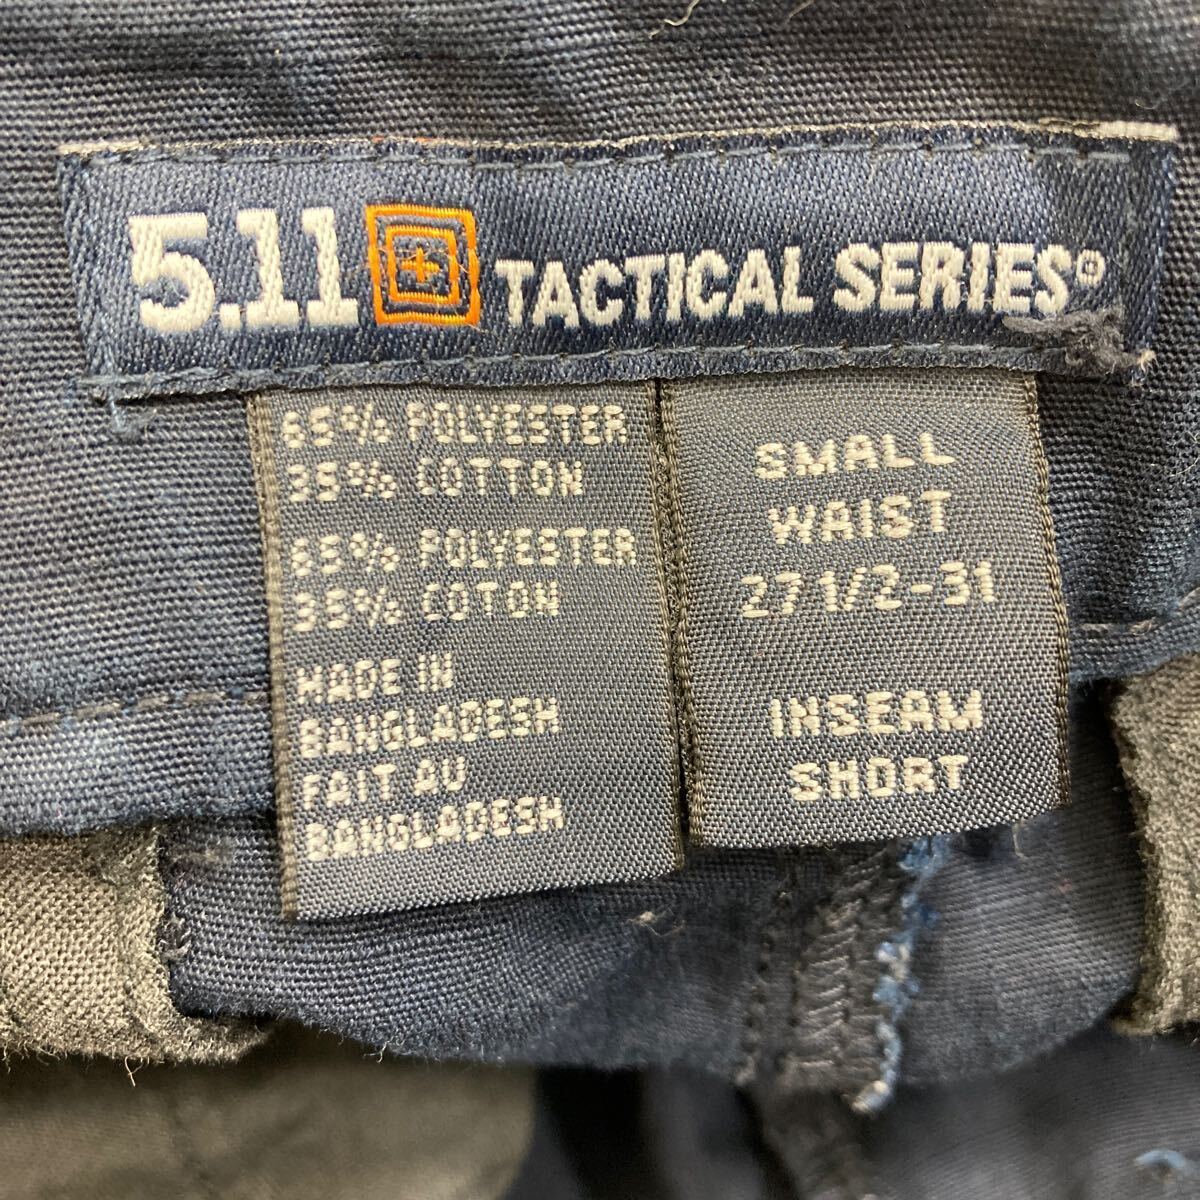 5.11 TACTICAL SERIES®
65% POLYESTER
35% COTTON
65% POLYESTER
35% COTON
MADE IN
BANGLADESH
FAIT AU
BANGLADESH
SMALL
WAIST
27 1/2-31
INSEAM
SHORT